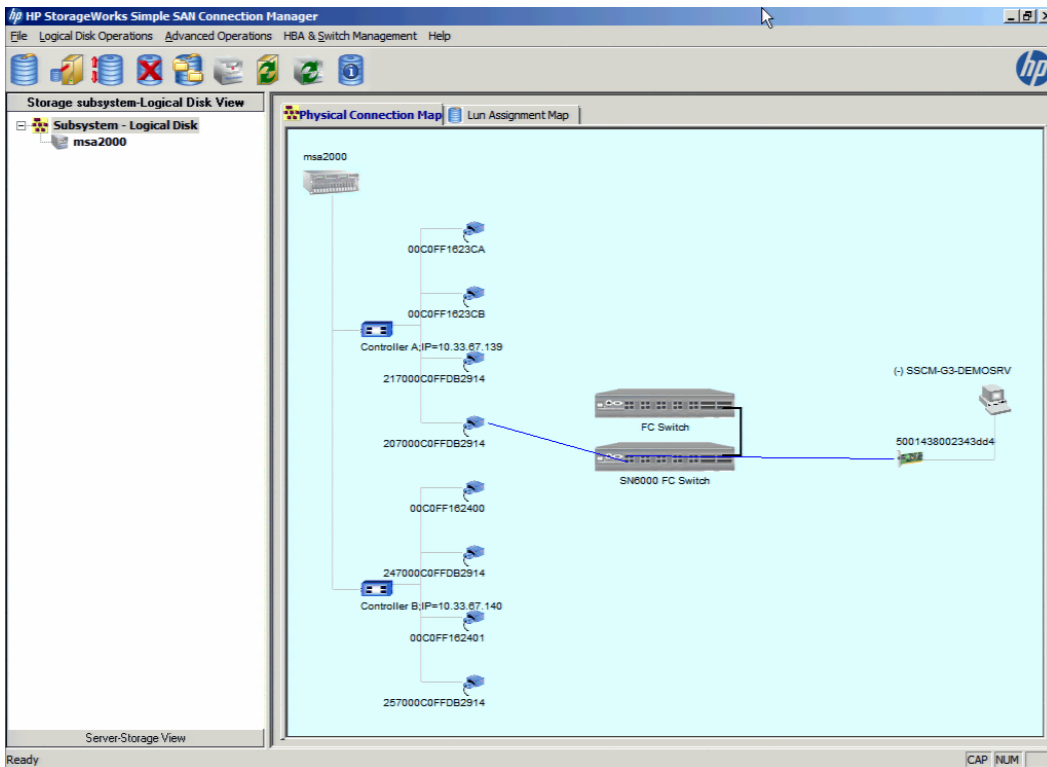 hp HP StorageWorks Simple SAN Connection Manager
File Logical Disk Operations Advanced Operations HBA & Switch Management Help
hp
Storage subsystem-Logical Disk View
Subsystem - Logical Disk
msa2000
Physical Connection Map Lun Assignment Map
msa2000
00C0FF1623CA
00C0FF1623CB
Controller A;IP=10.33.67.139
217000C0FFDB2914
207000C0FFDB2914
FC Switch
SN6000 FC Switch
(-) SSCM-G3-DEMOSRV
5001438002343dd4
00C0FF162400
247000C0FFDB2914
Controller B;IP=10.33.67.140
00C0FF162401
257000C0FFDB2914
Server-Storage View
Ready CAP NUM